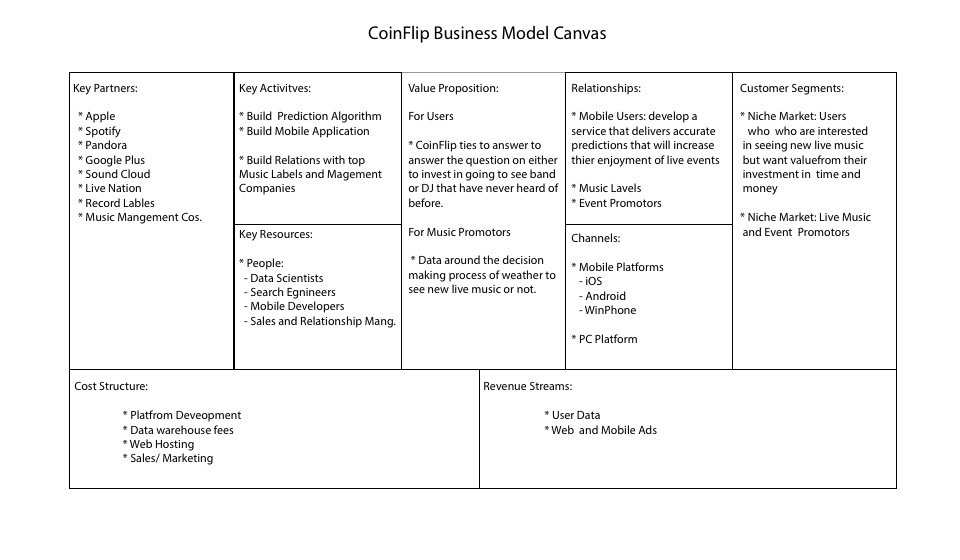 CoinFlip Business Model Canvas
Key Partners:
* Apple
* Spotify
* Pandora
* Google Plus
* Sound Cloud
* Live Nation
* Record Lables
* Music Mangement Cos.
Key Activitves:
* Build Prediction Algorithm
* Build Mobile Application
* Build Relations with top
Music Labels and Magement
Companies
Key Resources:
* People:
- Data Scientists
- Search Egnineers
- Mobile Developers
- Sales and Relationship Mang.
Value Proposition:
For Users
* CoinFlip ties to answer to
answer the question on either
to invest in going to see band
or DJ that have never heard of
before.
For Music Promotors
* Data around the decision
making process of weather to
see new live music or not.
Relationships:
* Mobile Users: develop a
service that delivers accurate
predictions that will increase
thier enjoyment of live events
* Music Lavels
* Event Promotors
Channels:
* Mobile Platforms
- iOS
- Android
- WinPhone
* PC Platform
Customer Segments:
* Niche Market: Users
who who are interested
in seeing new live music
but want valuefrom their
investment in time and
money
* Niche Market: Live Music
and Event Promotors
Cost Structure:
* Platfrom Deveopment
* Data warehouse fees
* Web Hosting
* Sales/ Marketing
Revenue Streams:
* User Data
* Web and Mobile Ads